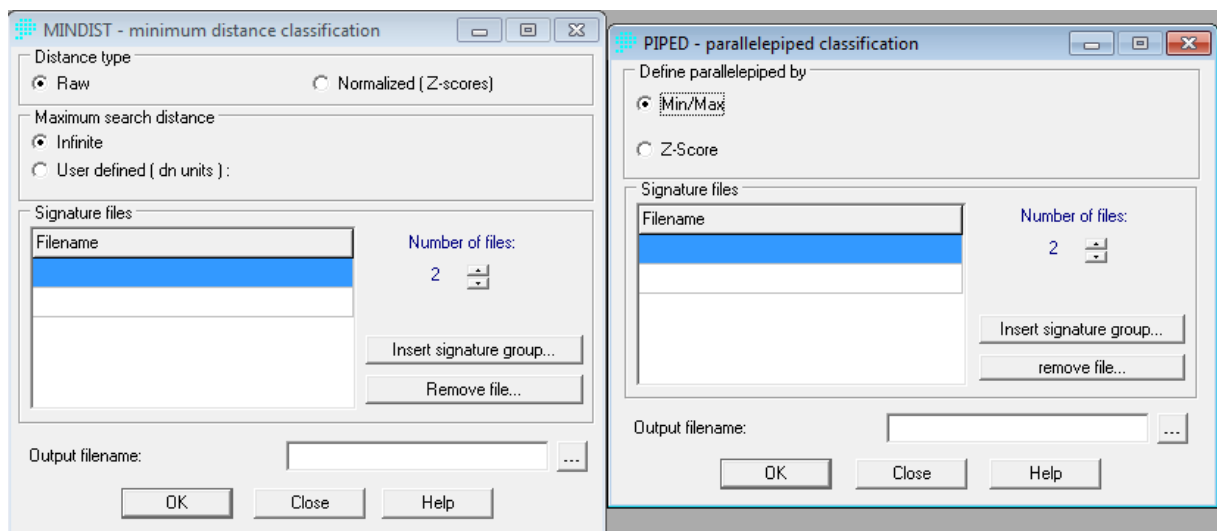 MINDIST - minimum distance classification
Distance type
Raw
Normalized ( Z-scores)
Maximum search distance
Infinite
User defined ( dn units ) :
Signature files
Filename
Number of files:
2
Insert signature group...
Remove file...
Output filename:
...
OK
Close
Help
PIPED - parallelepiped classification
Define parallelepiped by
Min/Max
Z-Score
Signature files
Filename
Number of files:
2
Insert signature group...
remove file...
Output filename:
...
OK
Close
Help